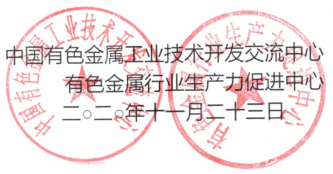 中国有色金属工业技术开发交流中心
有色金属行业生产力促进中心
二〇二〇年十一月二十三日